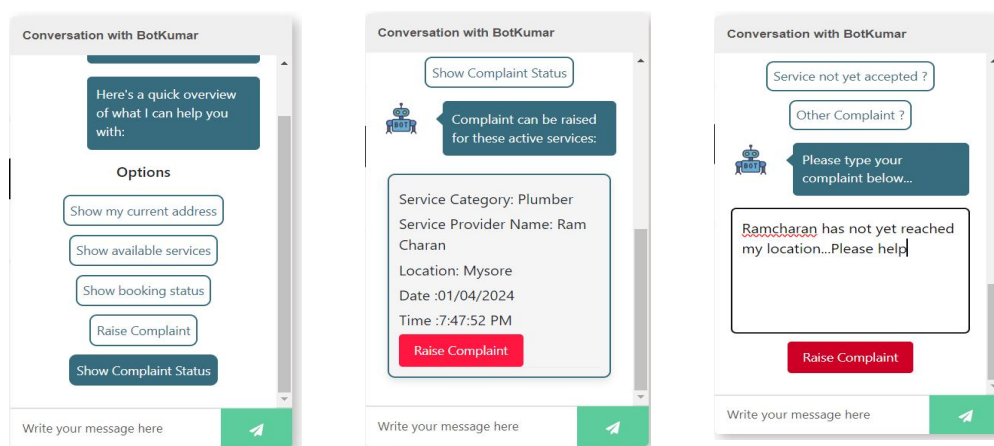 Conversation with BotKumar
Here's a quick overview
of what I can help you
with:
Options
Show my current address
Show available services
Show booking status
Raise Complaint
Show Complaint Status
Write your message here
Conversation with BotKumar
Show Complaint Status
BOT
Complaint can be raised
for these active services:
Service Category: Plumber
Service Provider Name: Ram
Charan
Location: Mysore
Date :01/04/2024
Time :7:47:52 PM
Raise Complaint
Write your message here
Conversation with BotKumar
Service not yet accepted ?
Other Complaint ?
BOT
Please type your
complaint below...
Ramcharan has not yet reached
my location...Please help
Raise Complaint
Write your message here